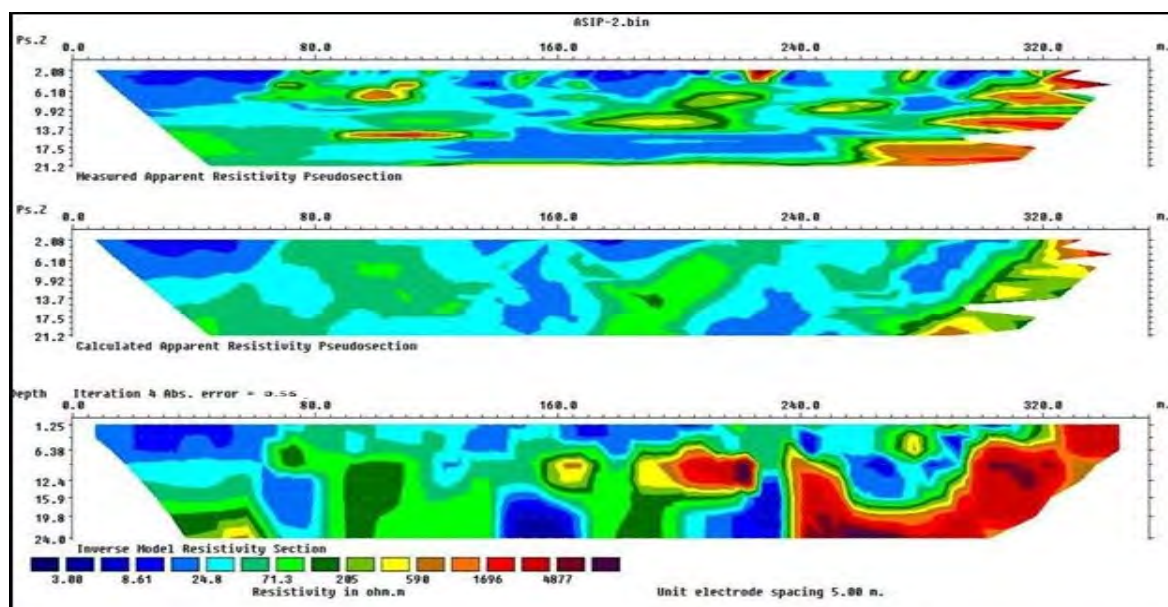 ASIP-2.bin
Ps.Z 0.0 80.0 160.0 240.0 320.0 m.
2.08
6.10
9.92
13.7
17.5
21.2
Measured Apparent Resistivity Pseudosection
Ps.Z 0.0 80.0 160.0 240.0 320.0 m.
2.08
6.10
9.92
13.7
17.5
21.2
Calculated Apparent Resistivity Pseudosection
Depth Iteration 4 Abs. error =
0.0 80.0 160.0 240.0 320.0 m.
1.25
6.38
12.4
15.9
19.8
24.0
Inverse Model Resistivity Section
3.00 8.61 24.8 71.3 205 590 1696 4877
Resistivity in ohm.m Unit electrode spacing 5.00 m.